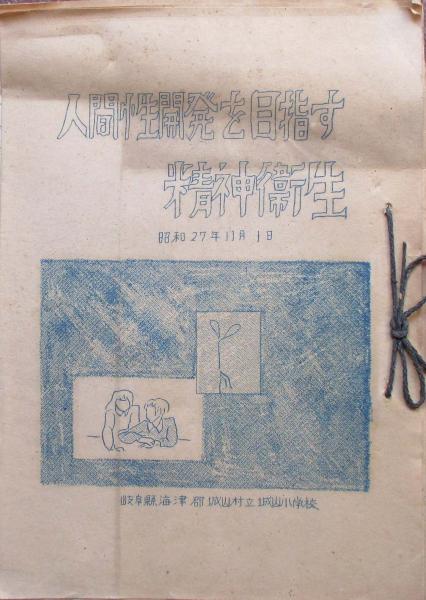 人間性開発を目指す
精神衛生
昭和27年11月1日
岐阜縣海津郡城山村立城山小学校